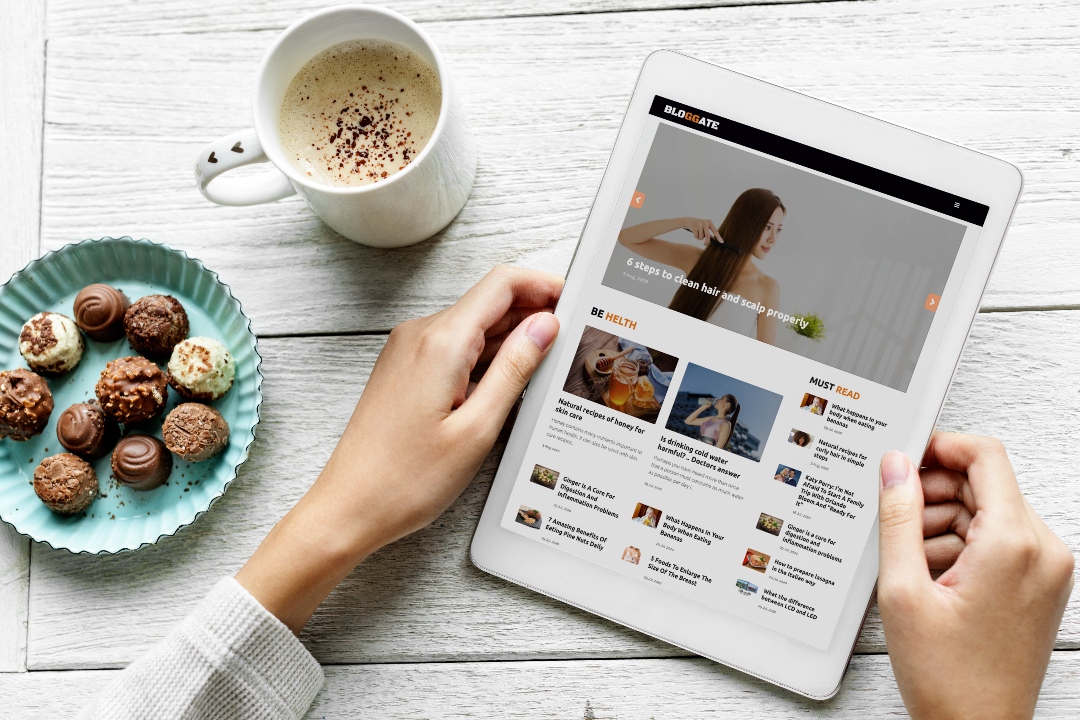 BLOGGATE
6 steps to clean hair and scalp properly
BE HELTH
Natural recipes of honey for
skin care
Honey contains many nutrients important to
Is drinking cold water
harmful? .. Doctors answer
Ginger is A Cure For
Digestion And
Inflammation Problems
7 Amazing Benefits Of
Eating Pine Nuts Daily
What Happens In Your
Body When Eating
Bananas
5 Foods To Enlarge The
Size Of The Breast
MUST READ
What happens in your
body when eating
bananas
Natural recipes for
curly hair in simple
steps
Katy Perry: I'm Not
Afraid To Start A Family
Trip With Orlando
Bloom And "Ready For
It"
Ginger is a cure for
digestion and
inflammation problems
How to prepare lasagna
in the Italian way
What the difference
between LCD and LED